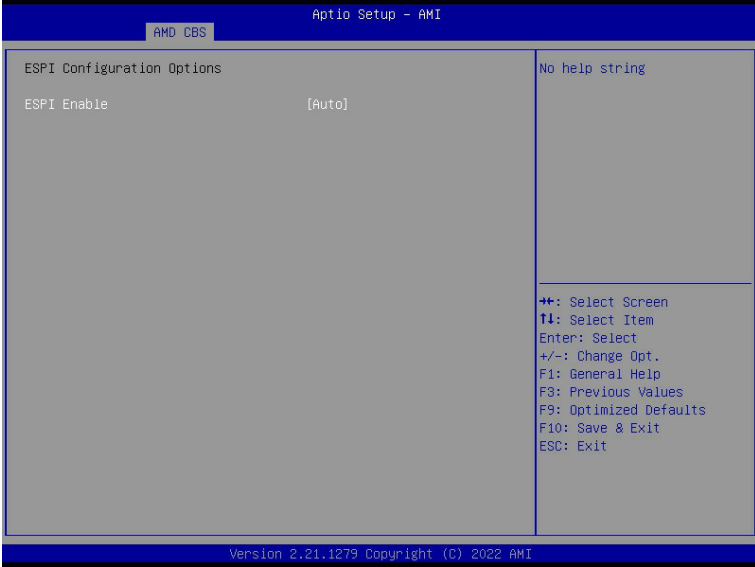 Aptio Setup – AMI
AMD CBS
ESPI Configuration Options
ESPI Enable [Auto]
No help string
→←: Select Screen
↑↓: Select Item
Enter: Select
+/-: Change Opt.
F1: General Help
F3: Previous Values
F9: Optimized Defaults
F10: Save & Exit
ESC: Exit
Version 2.21.1279 Copyright (C) 2022 AMI